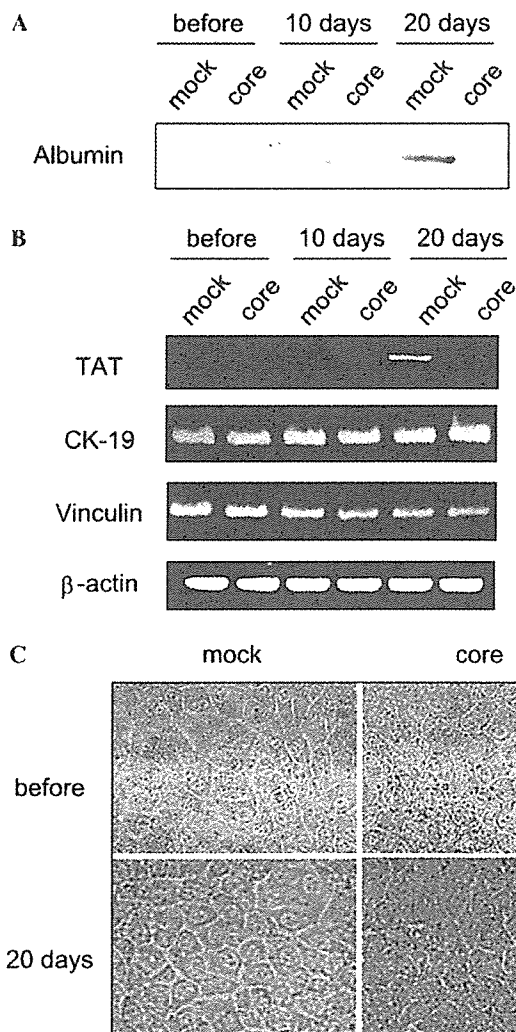 A
before 10 days 20 days
mock core mock core mock core
Albumin
B
before 10 days 20 days
mock core mock core mock core
TAT
CK-19
Vinculin
β-actin
C
mock core
before
20 days